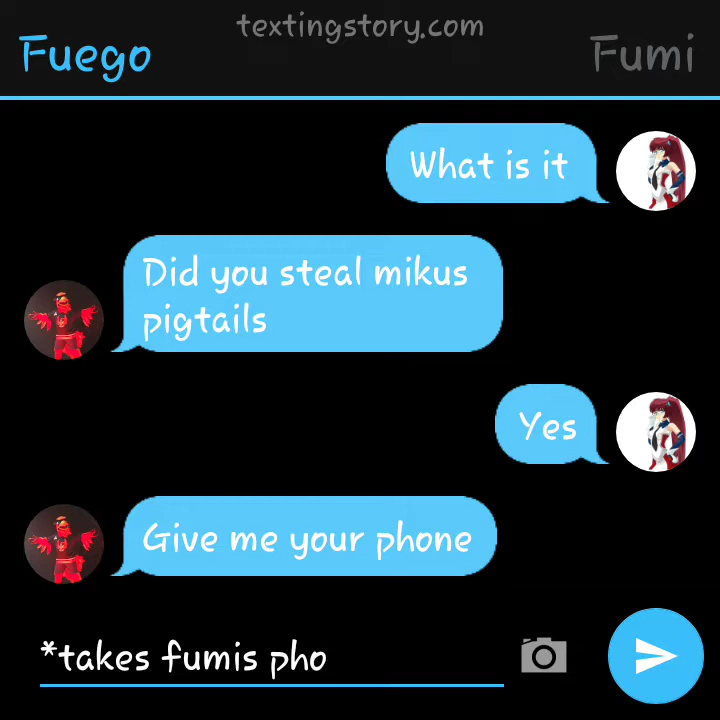 textingstory.com
Fuego
Fumi
What is it
Did you steal mikus
pigtails
Yes
Give me your phone
*takes fumis pho